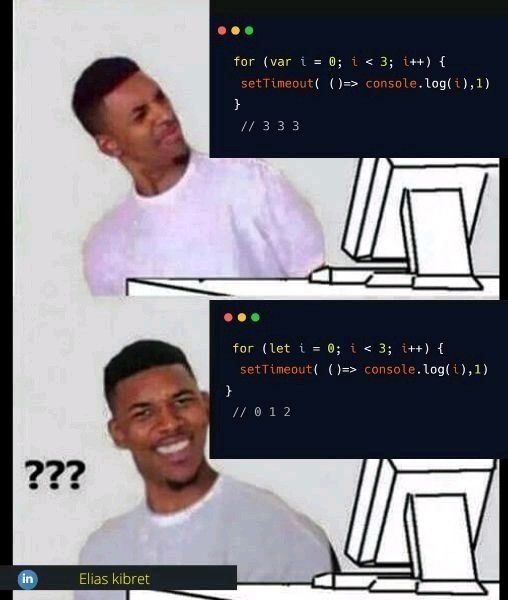 for (var i = 0; i < 3; i++) {
setTimeout( ()=> console.log(i),1)
}
// 3 3 3
for (let i = 0; i < 3; i++) {
setTimeout( ()=> console.log(i),1)
}
// 0 1 2
???
in
Elias kibret